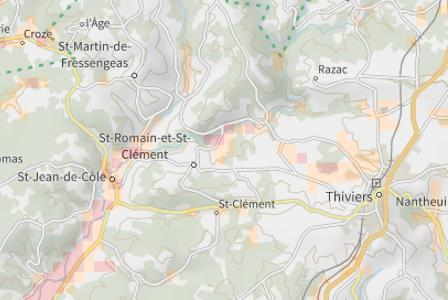 l'Âge
Croze
St-Martin-de-
Fressengeas
Razac
St-Romain-et-St-
Clément
St-Jean-de-Côle
Thiviers
St-Clément